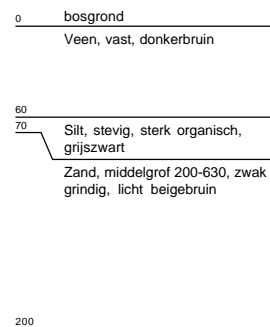 0 bosgrond
Veen, vast, donkerbruin
60
70 Silt, stevig, sterk organisch,
grijszwart
Zand, middelgrof 200-630, zwak
grindig, licht beigebruin
200